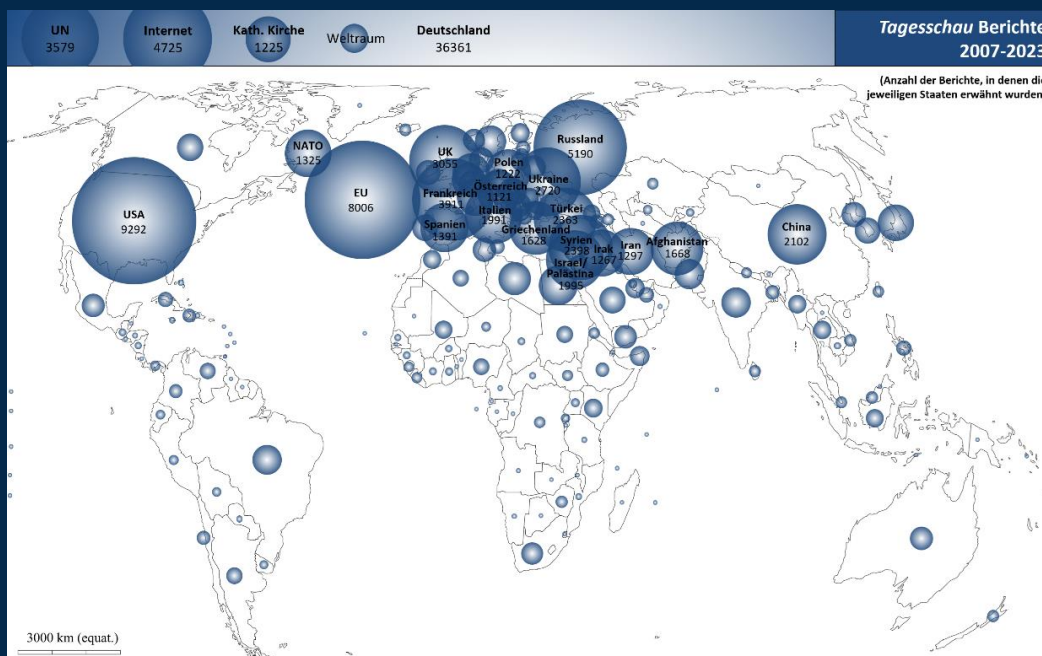 UN
3579
Internet
4725
Kath. Kirche
1225
Weltraum
Deutschland
36361
Tagesschau Berichte
2007-2023
(Anzahl der Berichte, in denen die
jeweiligen Staaten erwähnt wurden
NATO
1325
UK
3055
Russland
5190
Polen
1222
Ukraine
2720
USA
9292
EU
8006
Frankreich
3911
Österreich
1121
Italien
1991
Türkei
2363
Spanien
1391
Griechenland
1628
Syrien
2398
Irak
1267
Iran
1297
Afghanistan
1668
China
2102
Israel/
Palästina
1995
3000 km (equat.)